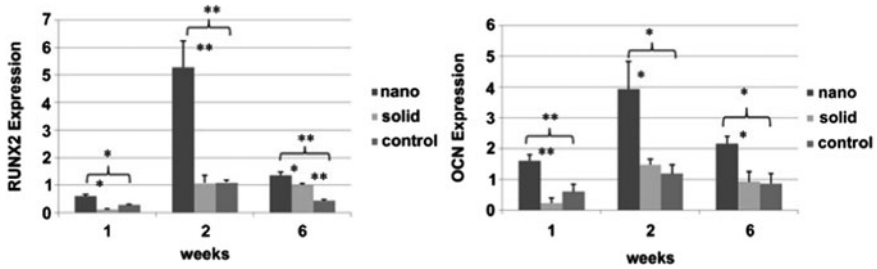 RUNX2 Expression
7
6
5
4
3
2
1
0
**
**
*
*
**
*
**
1 2 6
weeks
nano
solid
control
OCN Expression
6
5
4
3
2
1
0
*
*
**
**
*
*
1 2 6
weeks
nano
solid
control